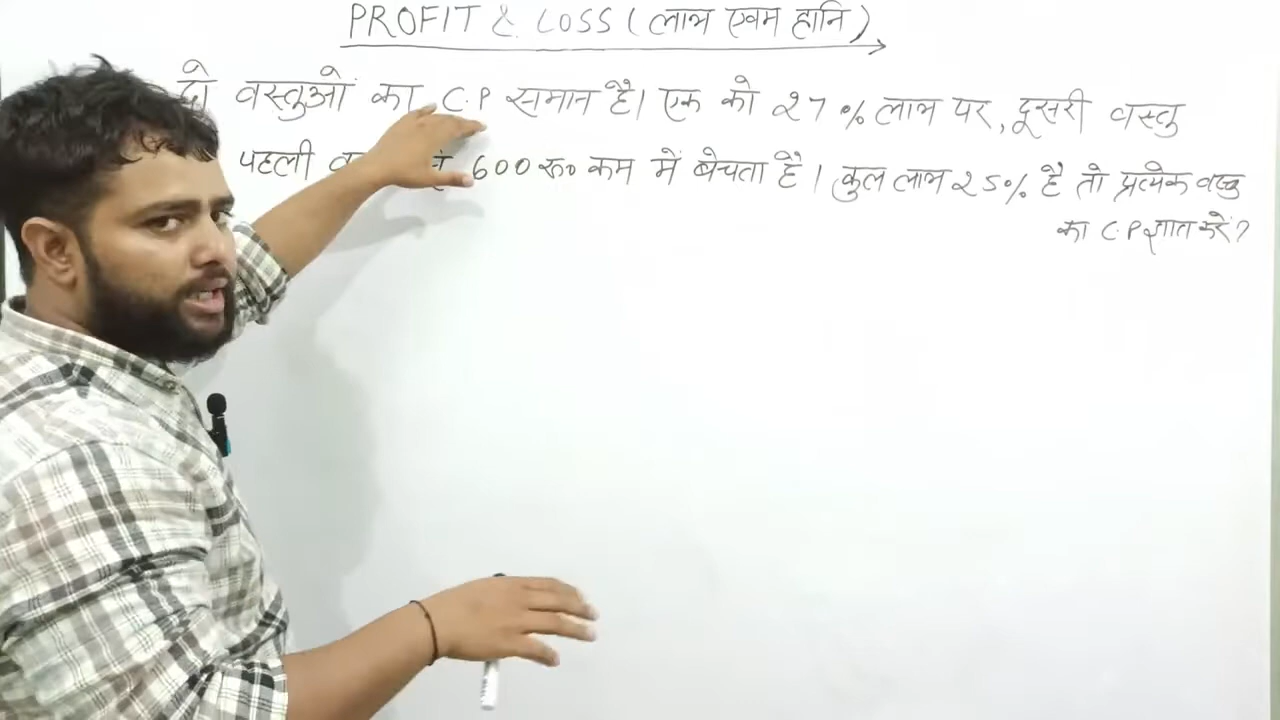 PROFIT & LOSS (लाभ एवम हानि)
दो वस्तुओं का C.P समान है। एक को 27% लाभ पर, दूसरी वस्तु
पहली 600 रू० कम में बेचता है। कुल लाभ 25% है तो प्रत्येक वस्तु
का C.P ज्ञात करें?